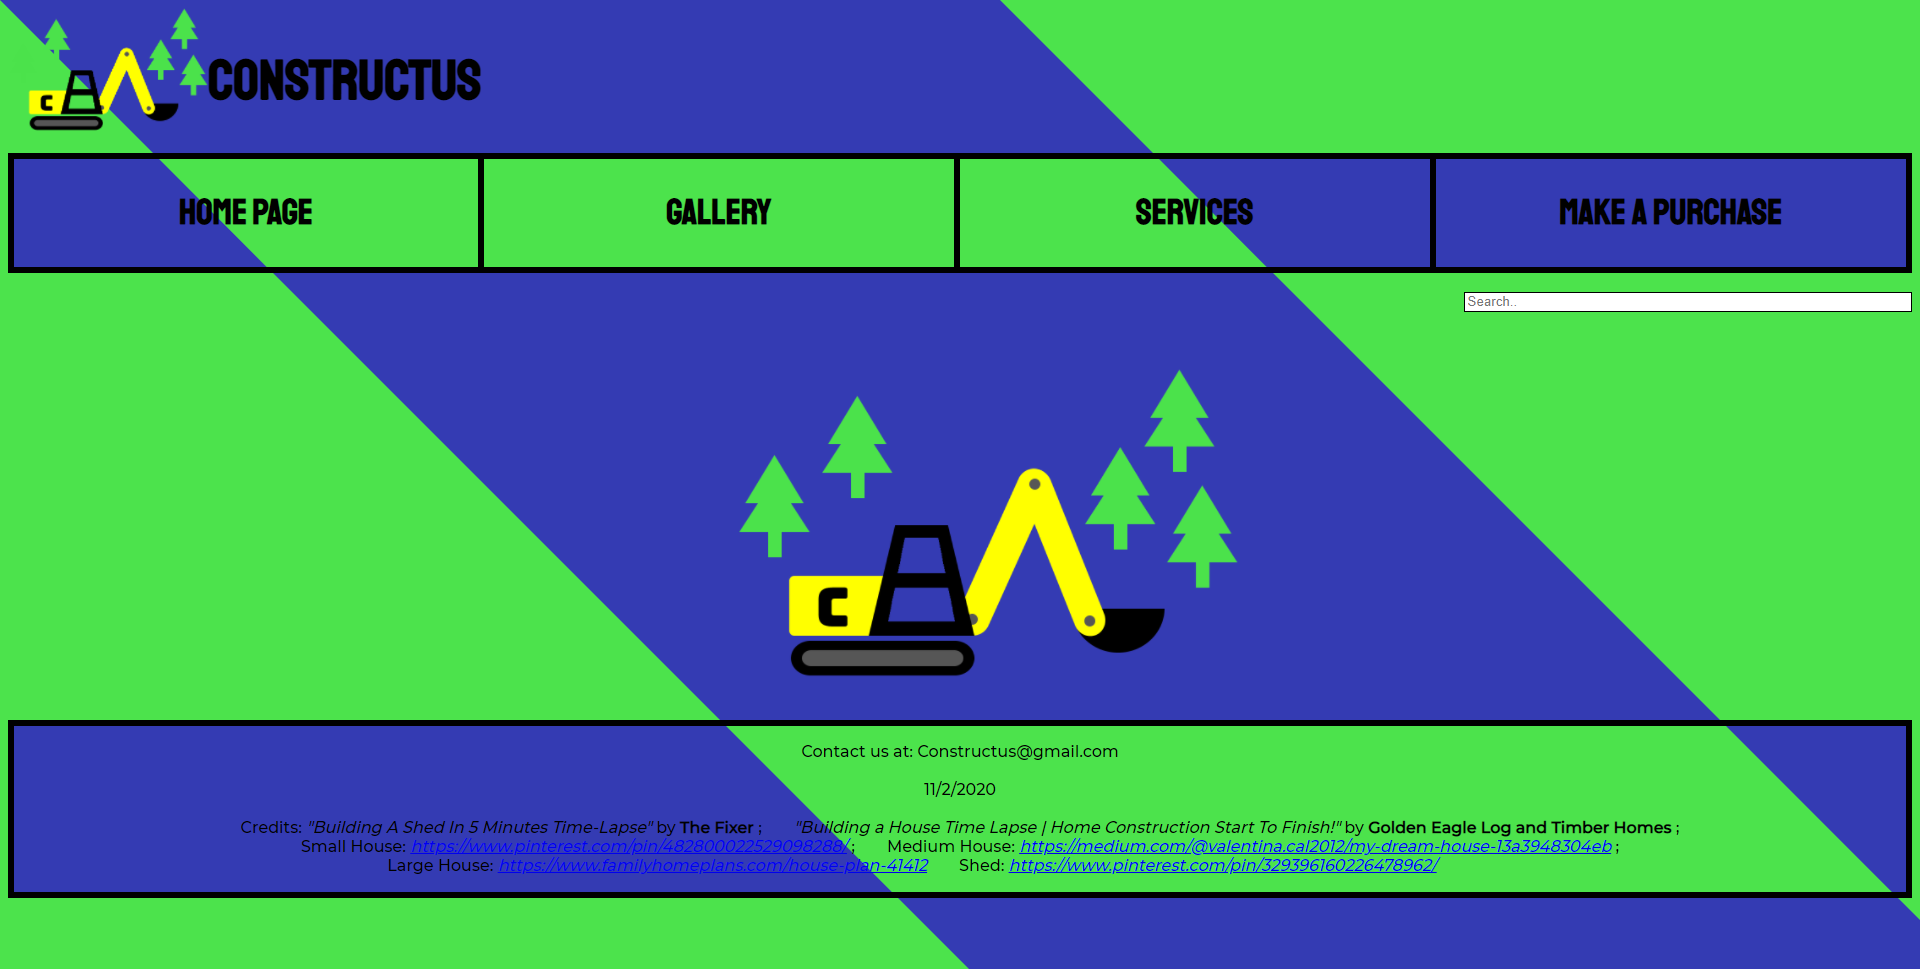 C
CONSTRUCTUS
HOME PAGE
GALLERY
SERVICES
MAKE A PURCHASE
Search..
C
Contact us at: Constructus@gmail.com
11/2/2020
Credits: "Building A Shed In 5 Minutes Time-Lapse" by The Fixer ; "Building a House Time Lapse | Home Construction Start To Finish!" by Golden Eagle Log and Timber Homes ;
Small House: https://www.pinterest.com/pin/482800022529098288/ ; Medium House: https://medium.com/@valentina.cal2012/my-dream-house-13a3948304eb ;
Large House: https://www.familyhomeplans.com/house-plan-41412 Shed: https://www.pinterest.com/pin/329396160226478962/